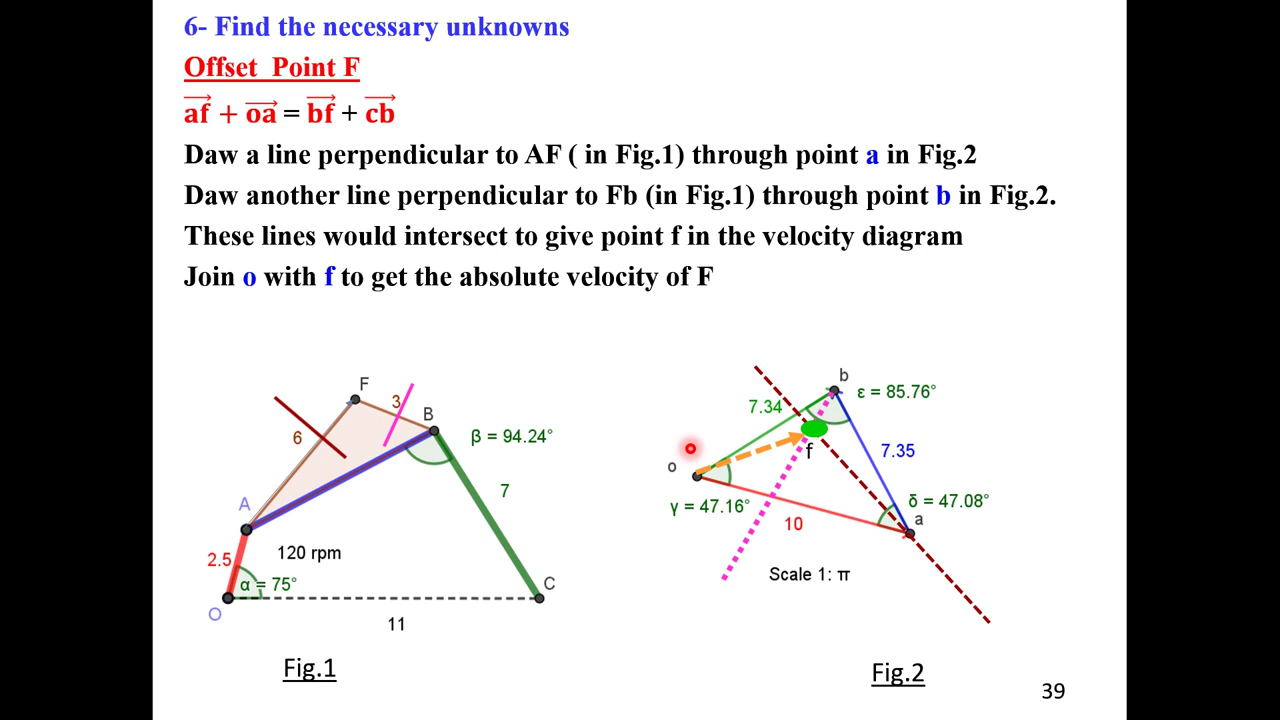 6- Find the necessary unknowns
Offset Point F
af + oa = bf + cb
Daw a line perpendicular to AF ( in Fig.1) through point a in Fig.2
Daw another line perpendicular to Fb (in Fig.1) through point b in Fig.2.
These lines would intersect to give point f in the velocity diagram
Join o with f to get the absolute velocity of F
F
3
B
6
β = 94.24°
A
7
2.5
120 rpm
α = 75°
C
O
11
Fig.1
b
ε = 85.76°
7.34
f
7.35
o
γ = 47.16°
δ = 47.08°
a
10
Scale 1: π
Fig.2
39